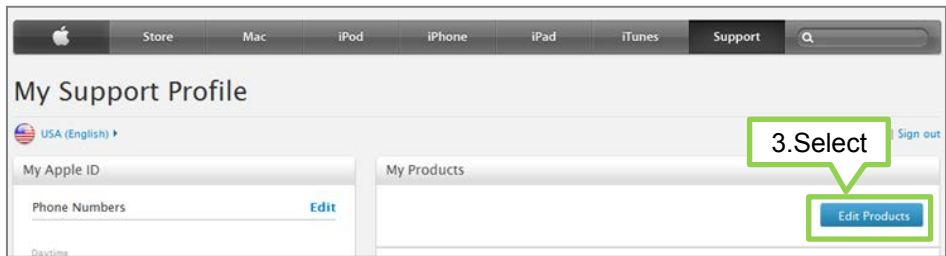 Store Mac iPod iPhone iPad iTunes Support
My Support Profile
USA (English)
3.Select
Sign out
My Apple ID
My Products
Phone Numbers Edit
Edit Products
Daytime